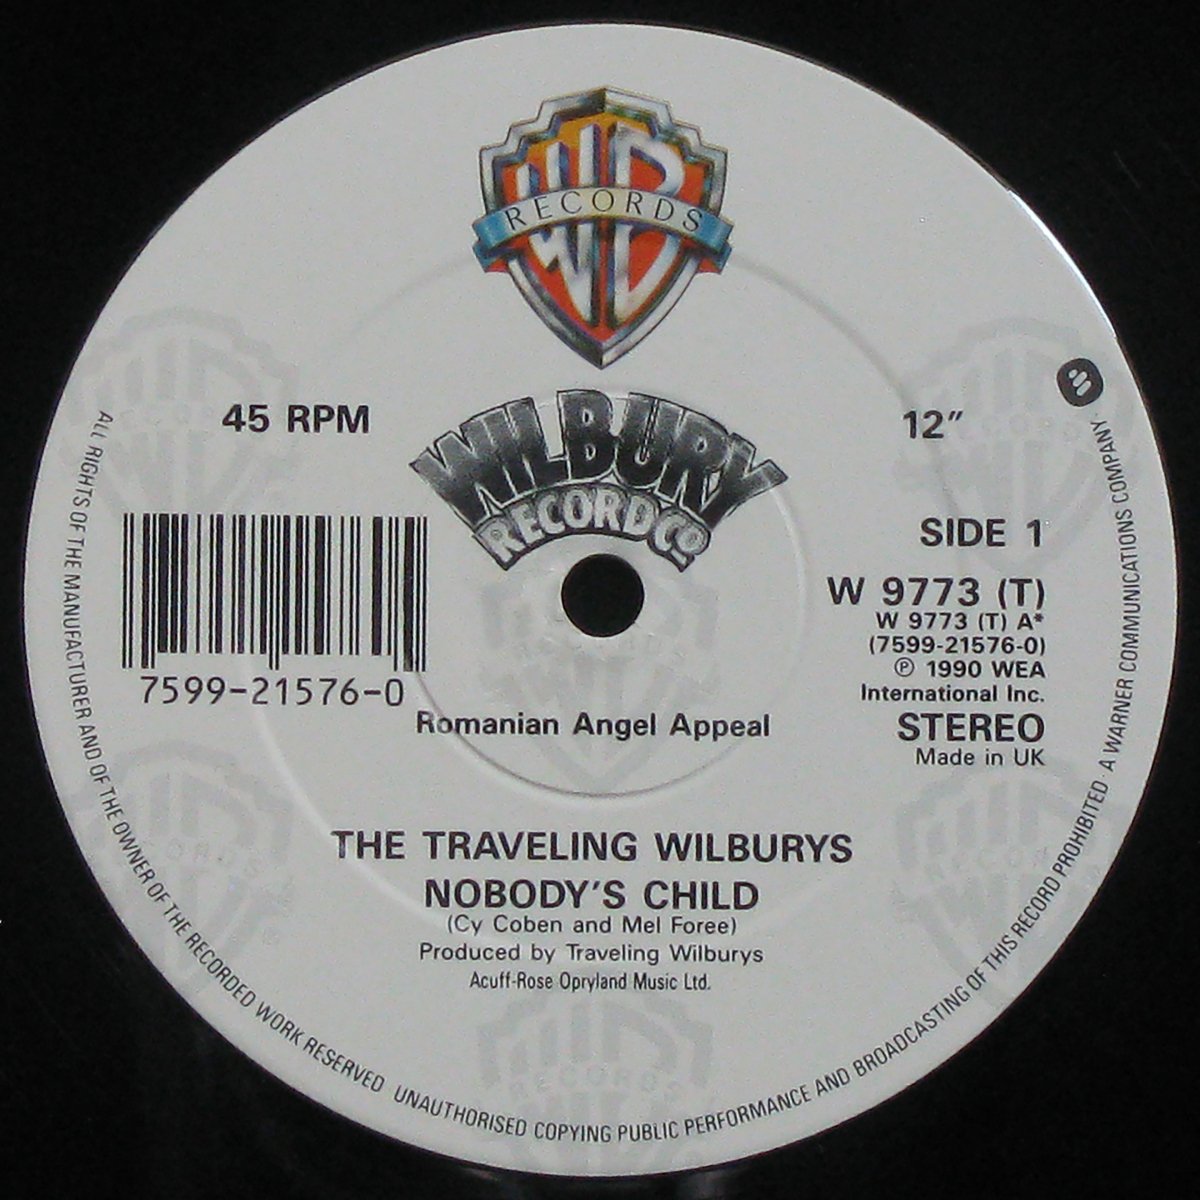 WB
RECORDS
45 RPM
WILBURY
RECORD CO
12"
SIDE 1
W 9773 (T)
W 9773 (T) A*
(7599-21576-0)
℗ 1990 WEA
International Inc.
STEREO
Made in UK
7599-21576-0
Romanian Angel Appeal
THE TRAVELING WILBURYS
NOBODY'S CHILD
(Cy Coben and Mel Foree)
Produced by Traveling Wilburys
Acuff-Rose Opryland Music Ltd.
ALL RIGHTS OF THE MANUFACTURER AND OF THE OWNER OF THE RECORDED WORK RESERVED UNAUTHORISED COPYING PUBLIC PERFORMANCE AND BROADCASTING OF THIS RECORD PROHIBITED · A WARNER COMMUNICATIONS COMPANY.